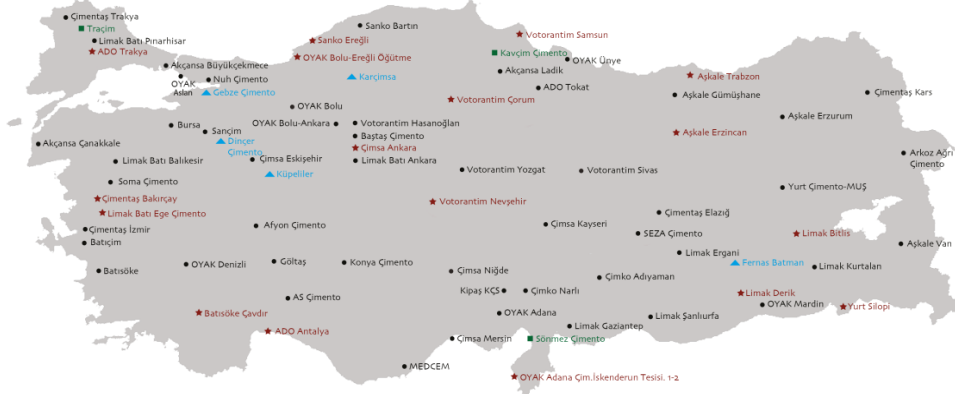 Çimentaş Trakya
Traçim
Limak Batı Pınarhisar
ADO Trakya
Akçansa Büyükçekmece
OYAK
Aslan
Nuh Çimento
Gebze Çimento
Sanko Bartın
Sanko Ereğli
OYAK Bolu-Ereğli Öğütme
Karçimsa
Votorantim Samsun
Kavçim Çimento
OYAK Ünye
Akçansa Ladik
ADO Tokat
Votorantim Çorum
Aşkale Trabzon
Aşkale Gümüşhane
Çimentaş Kars
Aşkale Erzurum
Aşkale Erzincan
Arkoz Ağrı
Çimento
OYAK Bolu
OYAK Bolu-Ankara
Votorantim Hasanoğlan
Baştaş Çimento
Çimsa Ankara
Limak Batı Ankara
Bursa
Sançim
Dinçer
Çimento
Çimsa Eskişehir
Küpeliler
Akçansa Çanakkale
Limak Batı Balıkesir
Soma Çimento
Çimentaş Bakırçay
Limak Batı Ege Çimento
Çimentaş İzmir
Batıçim
Batısöke
Votorantim Yozgat
Votorantim Sivas
Votorantim Nevşehir
Yurt Çimento-MUŞ
Çimentaş Elazığ
Çimsa Kayseri
SEZA Çimento
Limak Bitlis
Aşkale Van
Limak Ergani
Fernas Batman
Limak Kurtalan
Afyon Çimento
OYAK Denizli
Göltaş
Konya Çimento
Çimsa Niğde
Çimko Adıyaman
Kipaş KÇS
Çimko Narlı
AS Çimento
Batısöke Çavdır
ADO Antalya
OYAK Adana
Limak Gaziantep
Limak Şanlıurfa
Limak Derik
OYAK Mardin
Yurt Silopi
Çimsa Mersin
Sönmez Çimento
MEDCEM
OYAK Adana Çim.İskenderun Tesisi. 1-2